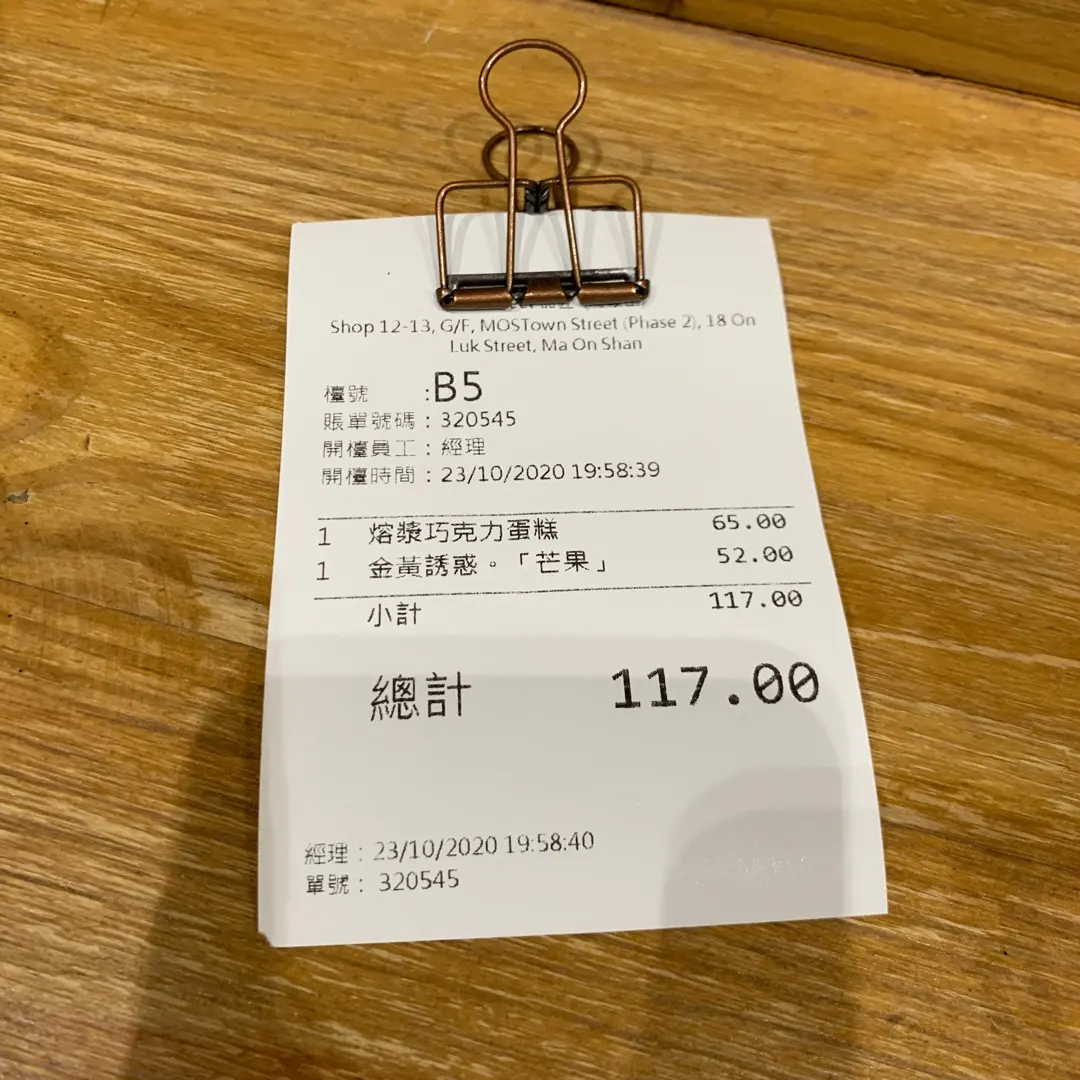 Shop 12-13, G/F, MOSTown Street (Phase 2), 18 On
Luk Street, Ma On Shan
檯號 :B5
賬單號碼 : 320545
開檯員工 : 經理
開檯時間 : 23/10/2020 19:58:39
1 熔漿巧克力蛋糕 65.00
1 金黃誘惑。「芒果」 52.00
小計 117.00
總計 117.00
經理 : 23/10/2020 19:58:40
單號 : 320545